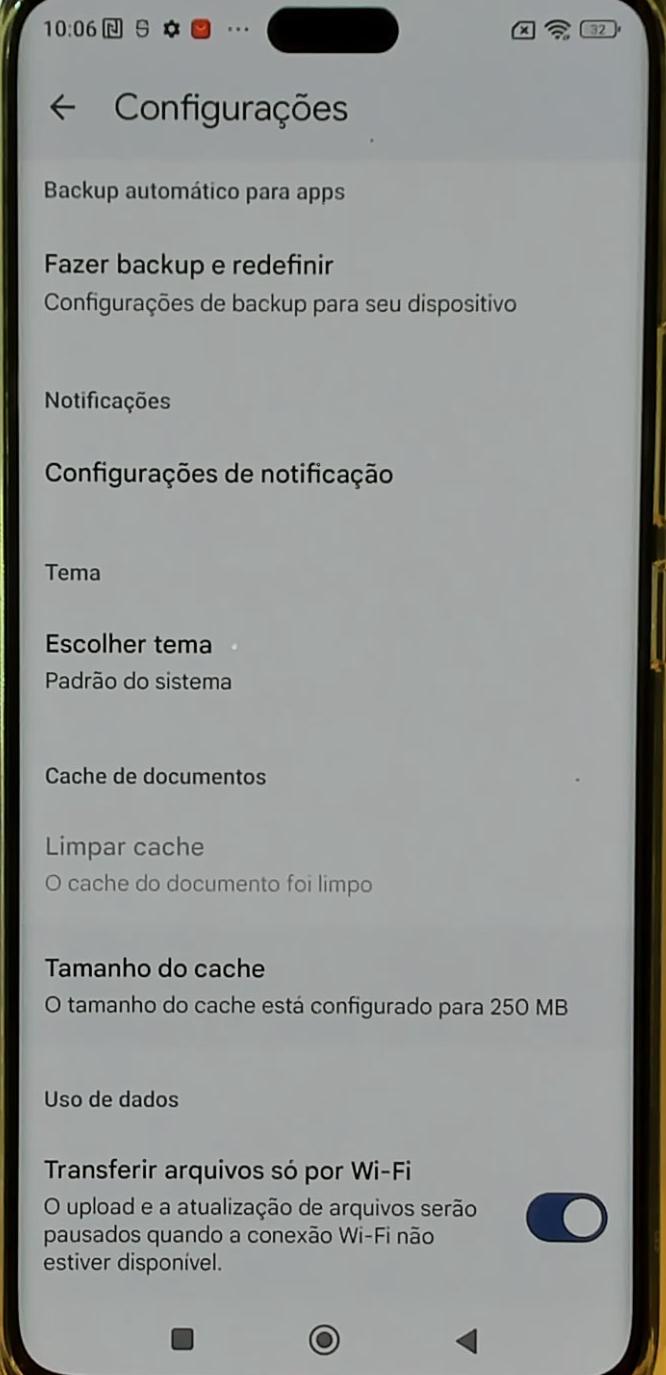 10:06
32
Configurações
Backup automático para apps
Fazer backup e redefinir
Configurações de backup para seu dispositivo
Notificações
Configurações de notificação
Tema
Escolher tema
Padrão do sistema
Cache de documentos
Limpar cache
O cache do documento foi limpo
Tamanho do cache
O tamanho do cache está configurado para 250 MB
Uso de dados
Transferir arquivos só por Wi-Fi
O upload e a atualização de arquivos serão
pausados quando a conexão Wi-Fi não
estiver disponível.